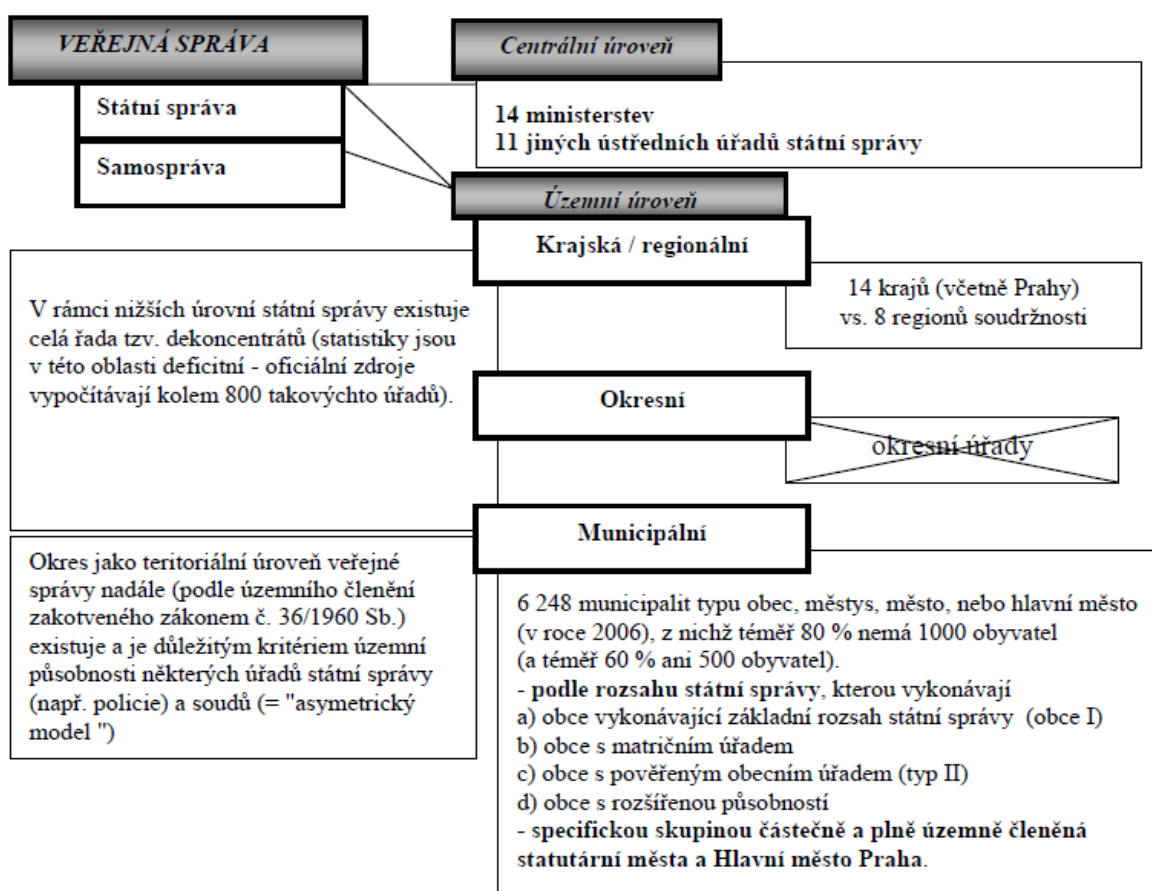 VEŘEJNÁ SPRÁVA
Státní správa
Samospráva
Centrální úroveň
14 ministerstev
11 jiných ústředních úřadů státní správy
Územní úroveň
Krajská / regionální
14 krajů (včetně Prahy)
vs. 8 regionů soudržnosti
V rámci nižších úrovní státní správy existuje
celá řada tzv. dekoncentrátů (statistiky jsou
v této oblasti deficitní - oficiální zdroje
vypočítávají kolem 800 takovýchto úřadů).
Okresní
okresní úřady
Municipální
Okres jako teritoriální úroveň veřejné
správy nadále (podle územního členění
zakotveného zákonem č. 36/1960 Sb.)
existuje a je důležitým kritériem územní
působnosti některých úřadů státní správy
(např. policie) a soudů (= "asymetrický
model ")
6 248 municipalit typu obec, městys, město, nebo hlavní město
(v roce 2006), z nichž téměř 80 % nemá 1000 obyvatel
(a téměř 60 % ani 500 obyvatel).
- podle rozsahu státní správy, kterou vykonávají
a) obce vykonávající základní rozsah státní správy (obce I)
b) obce s matričním úřadem
c) obce s pověřeným obecním úřadem (typ II)
d) obce s rozšířenou působností
- specifickou skupinou částečně a plně územně členěná
statutární města a Hlavní město Praha.